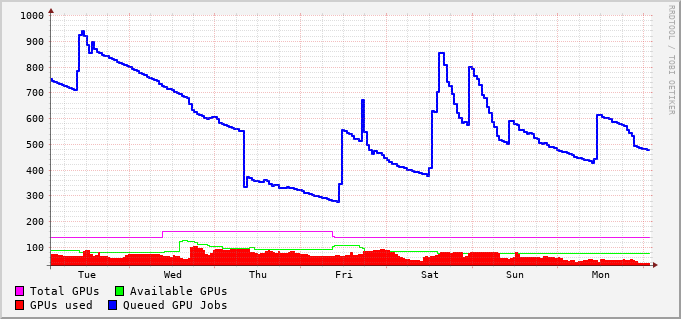 1000
900
800
700
600
500
400
300
200
100
Tue Wed Thu Fri Sat Sun Mon
Total GPUs Available GPUs
GPUs used Queued GPU Jobs
RRDTOOL / TOBI OETIKER